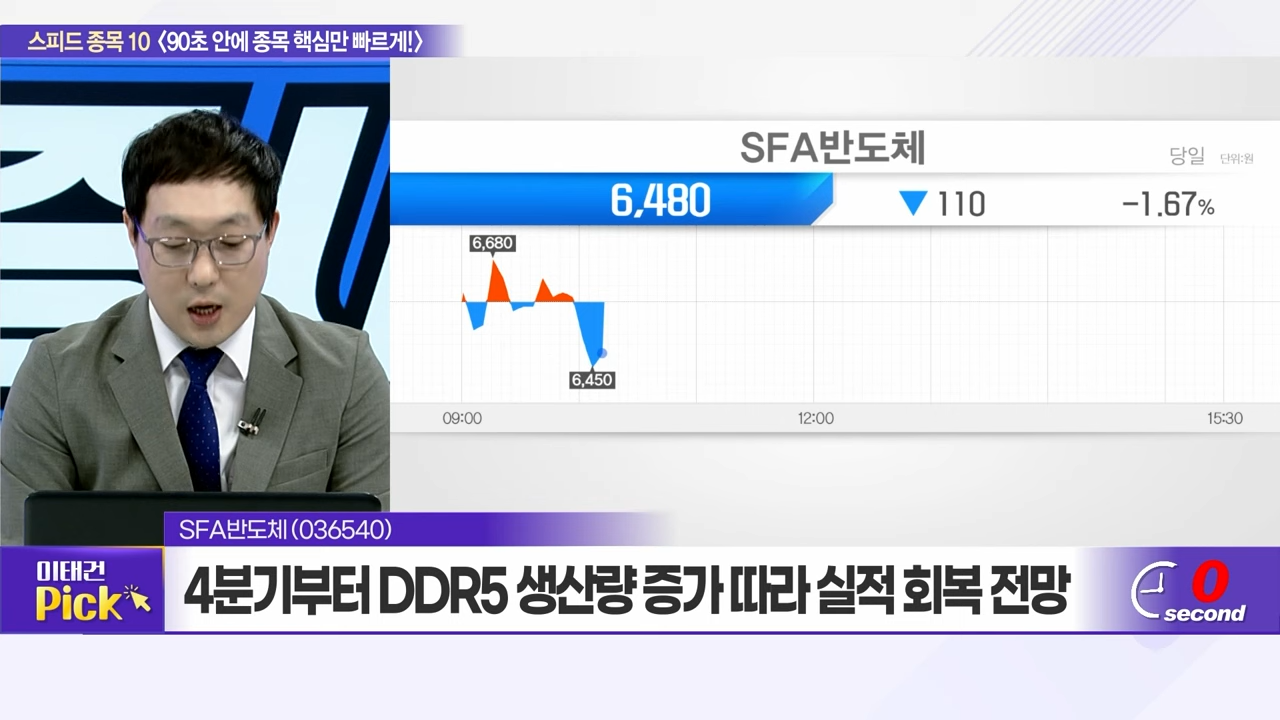 스피드 종목 10 〈90초 안에 종목 핵심만 빠르게!〉
SFA반도체
당일 단위:원
6,480 ▼110 -1.67%
6,680
6,450
09:00 12:00 15:30
SFA반도체(036540)
이태건
Pick
4분기부터 DDR5 생산량 증가 따라 실적 회복 전망
0
second